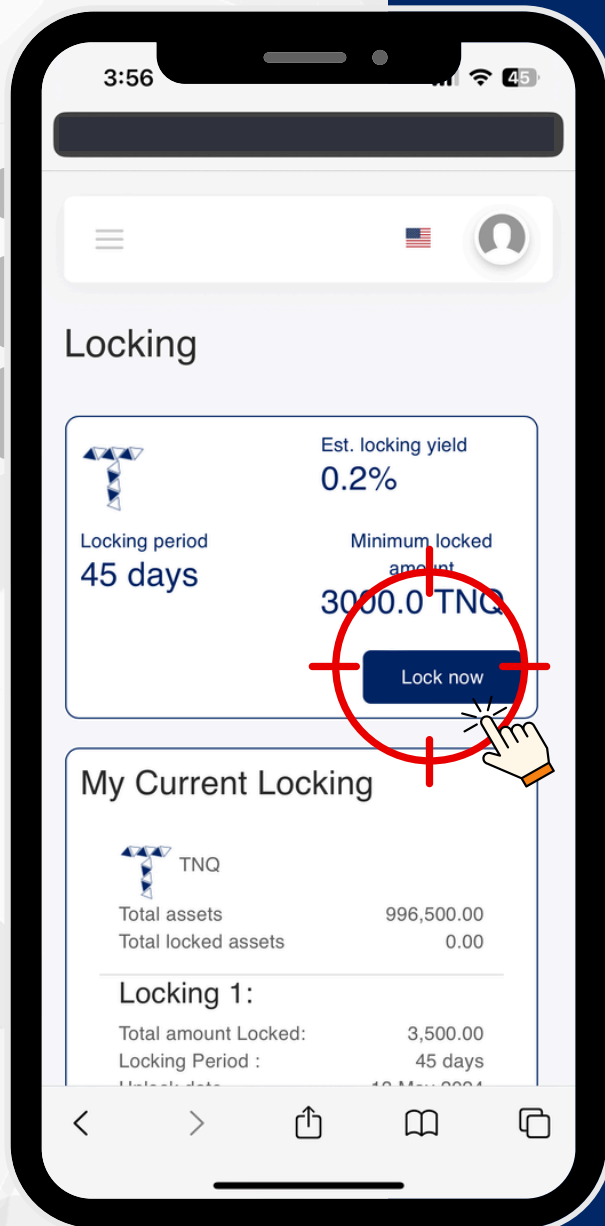 3:56
45
Locking
Est. locking yield
0.2%
Locking period
45 days
Minimum locked
amount
3000.0 TNQ
Lock now
My Current Locking
TNQ
Total assets 996,500.00
Total locked assets 0.00
Locking 1:
Total amount Locked: 3,500.00
Locking Period : 45 days